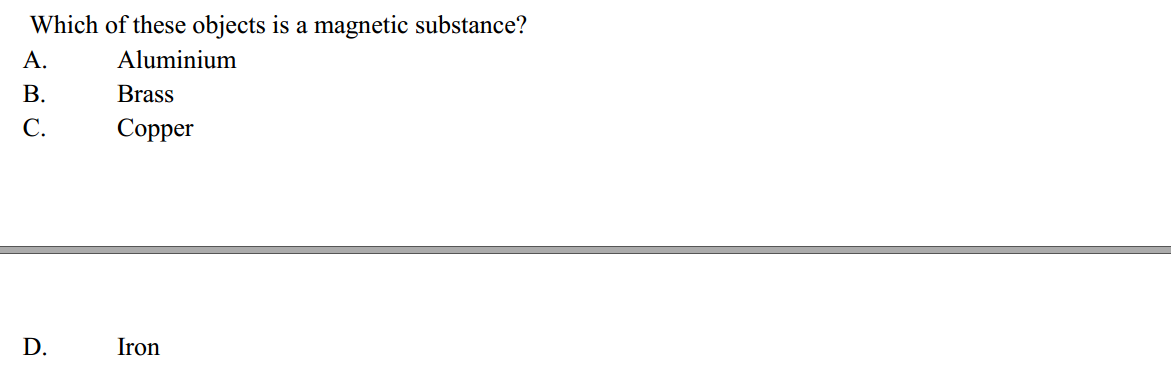 Which of these objects is a magnetic substance?
A. Aluminium
B. Brass
C. Copper
D. Iron